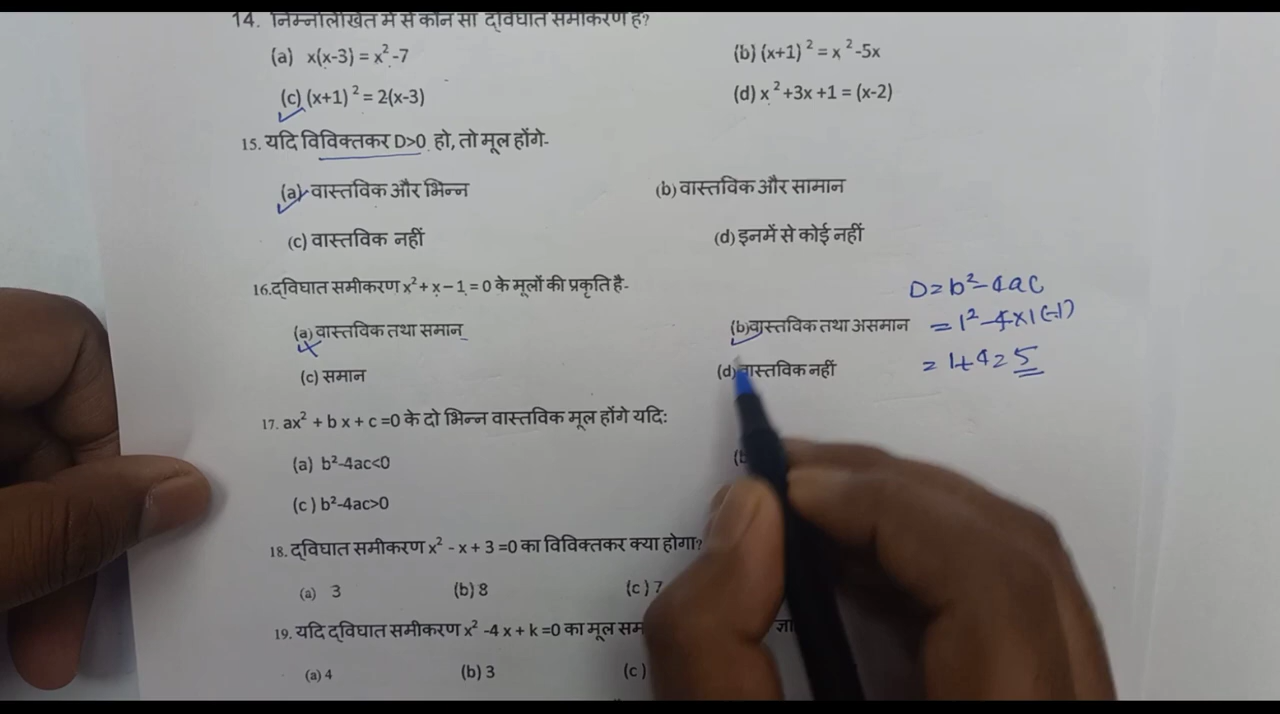 14. निम्नलिखित में से कौन सा द्विघात समीकरण है?
(a) x(x-3) = x²-7 (b) (x+1)² = x²-5x
(c) (x+1)² = 2(x-3) (d) x²+3x+1 = (x-2)
15. यदि विविक्तकर D>0 हो, तो मूल होंगे-
(a) वास्तविक और भिन्न (b) वास्तविक और सामान
(c) वास्तविक नहीं (d) इनमें से कोई नहीं
16.द्विघात समीकरण x²+ x – 1 = 0 के मूलों की प्रकृति है-
D = b²-4ac
(a) वास्तविक तथा समान (b)वास्तविक तथा असमान
= 1² - 4×1(-1)
(c) समान (d) वास्तविक नहीं
= 1+4 = 5
17. ax² + b x + c =0 के दो भिन्न वास्तविक मूल होंगे यदि:
(a) b²-4ac<0 (b
(c) b²-4ac>0
18. द्विघात समीकरण x² - x + 3 =0 का विविक्तकर क्या होगा?
(a) 3 (b) 8 (c) 7
19. यदि द्विघात समीकरण x² -4 x + k =0 का मूल सम
(a) 4 (b) 3 (c)